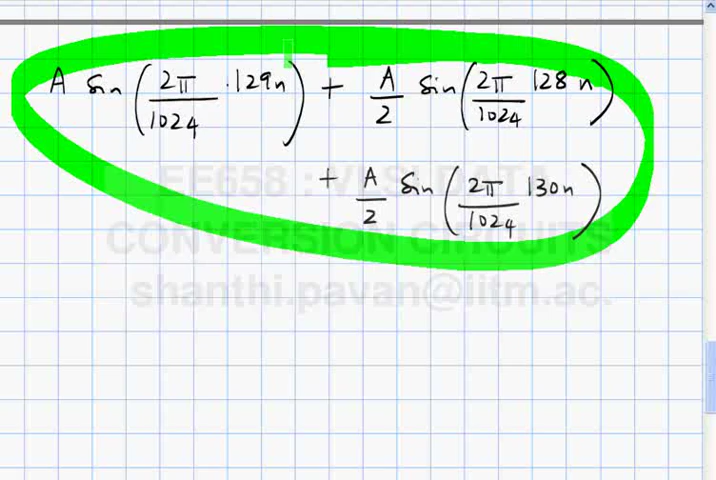 A sin(2π/1024 · 129n) + A/2 sin(2π/1024 128 n)
+ A/2 sin(2π/1024 130n)
EE658 : VLSI DATA
CONVERSION CIRCUITS
shanthi.pavan@iitm.ac.